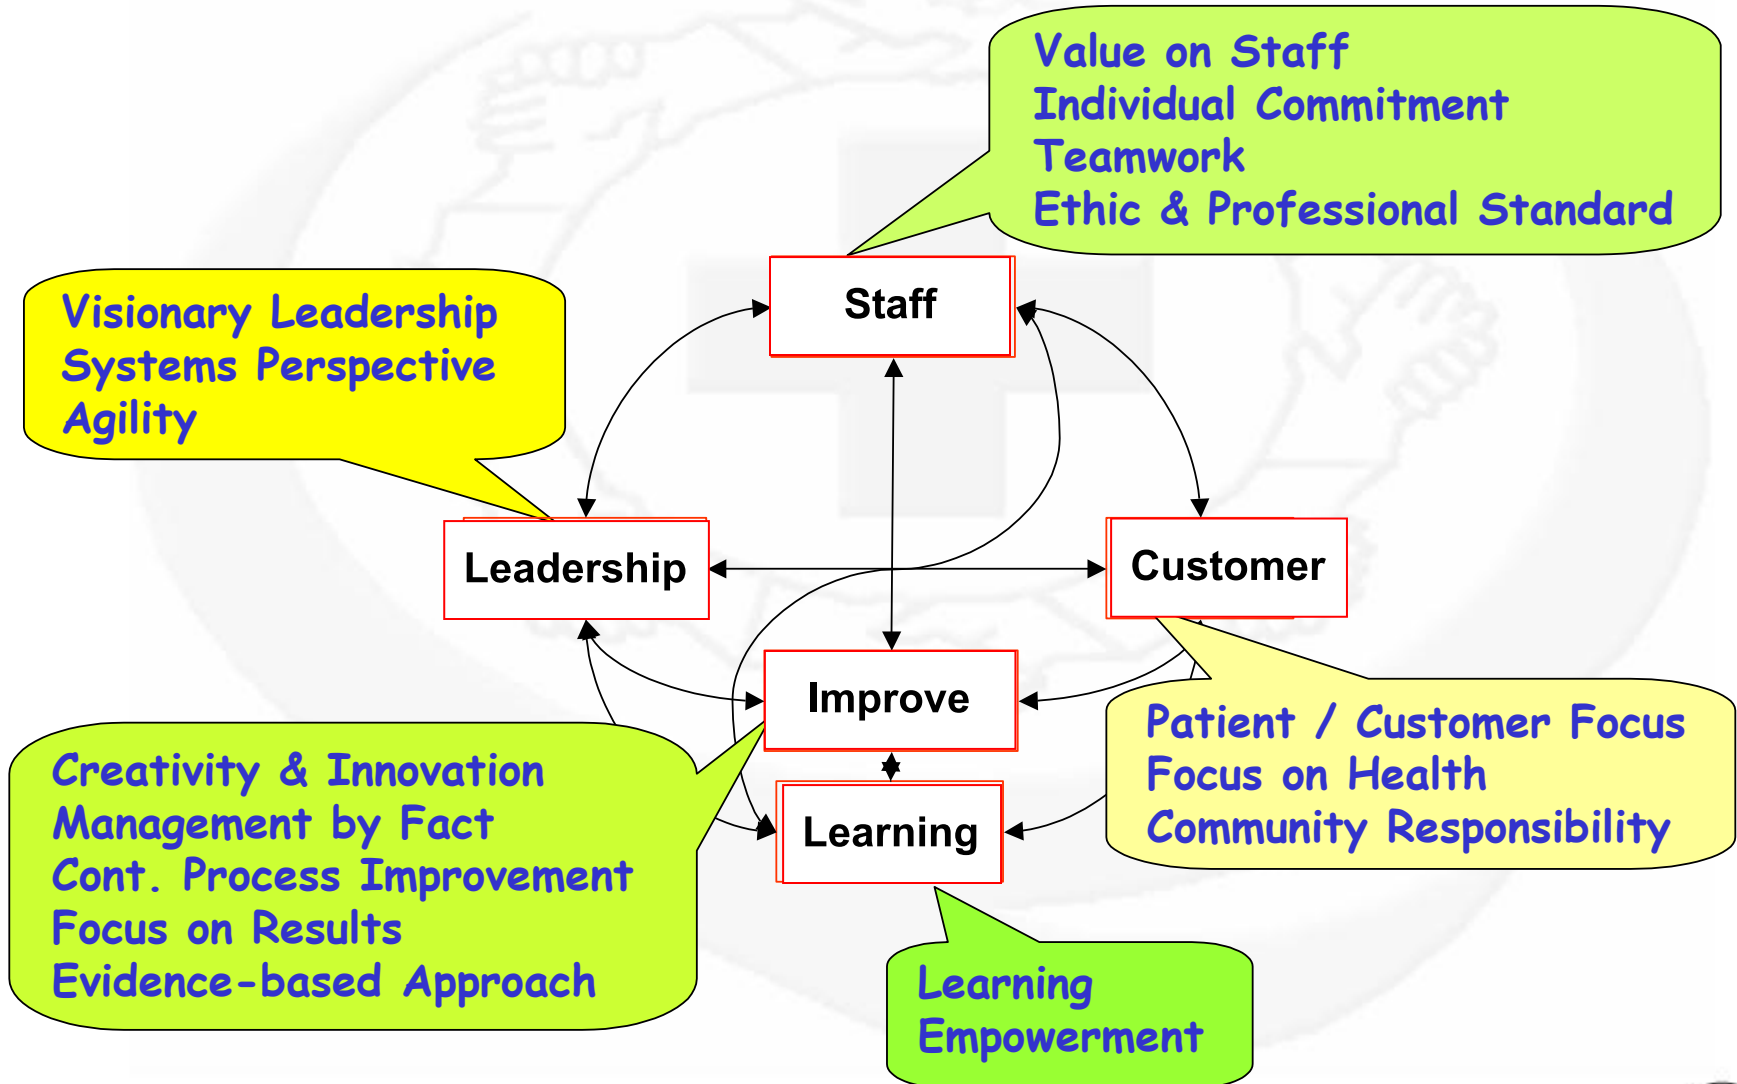 Value on Staff
Individual Commitment
Teamwork
Ethic & Professional Standard
Staff
Visionary Leadership
Systems Perspective
Agility
Leadership
Customer
Improve
Patient / Customer Focus
Focus on Health
Community Responsibility
Creativity & Innovation
Management by Fact
Cont. Process Improvement
Focus on Results
Evidence-based Approach
Learning
Learning
Empowerment